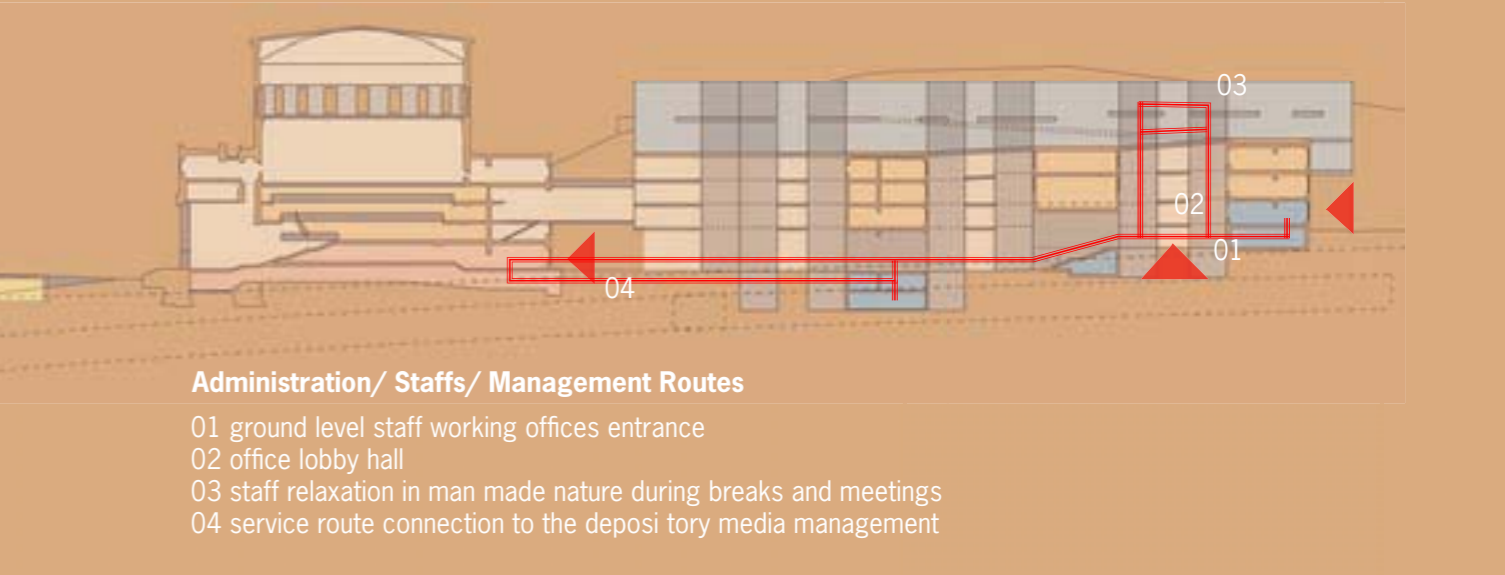 03
02
01
04
Administration/ Staffs/ Management Routes
01 ground level staff working offices entrance
02 office lobby hall
03 staff relaxation in man made nature during breaks and meetings
04 service route connection to the deposi tory media management